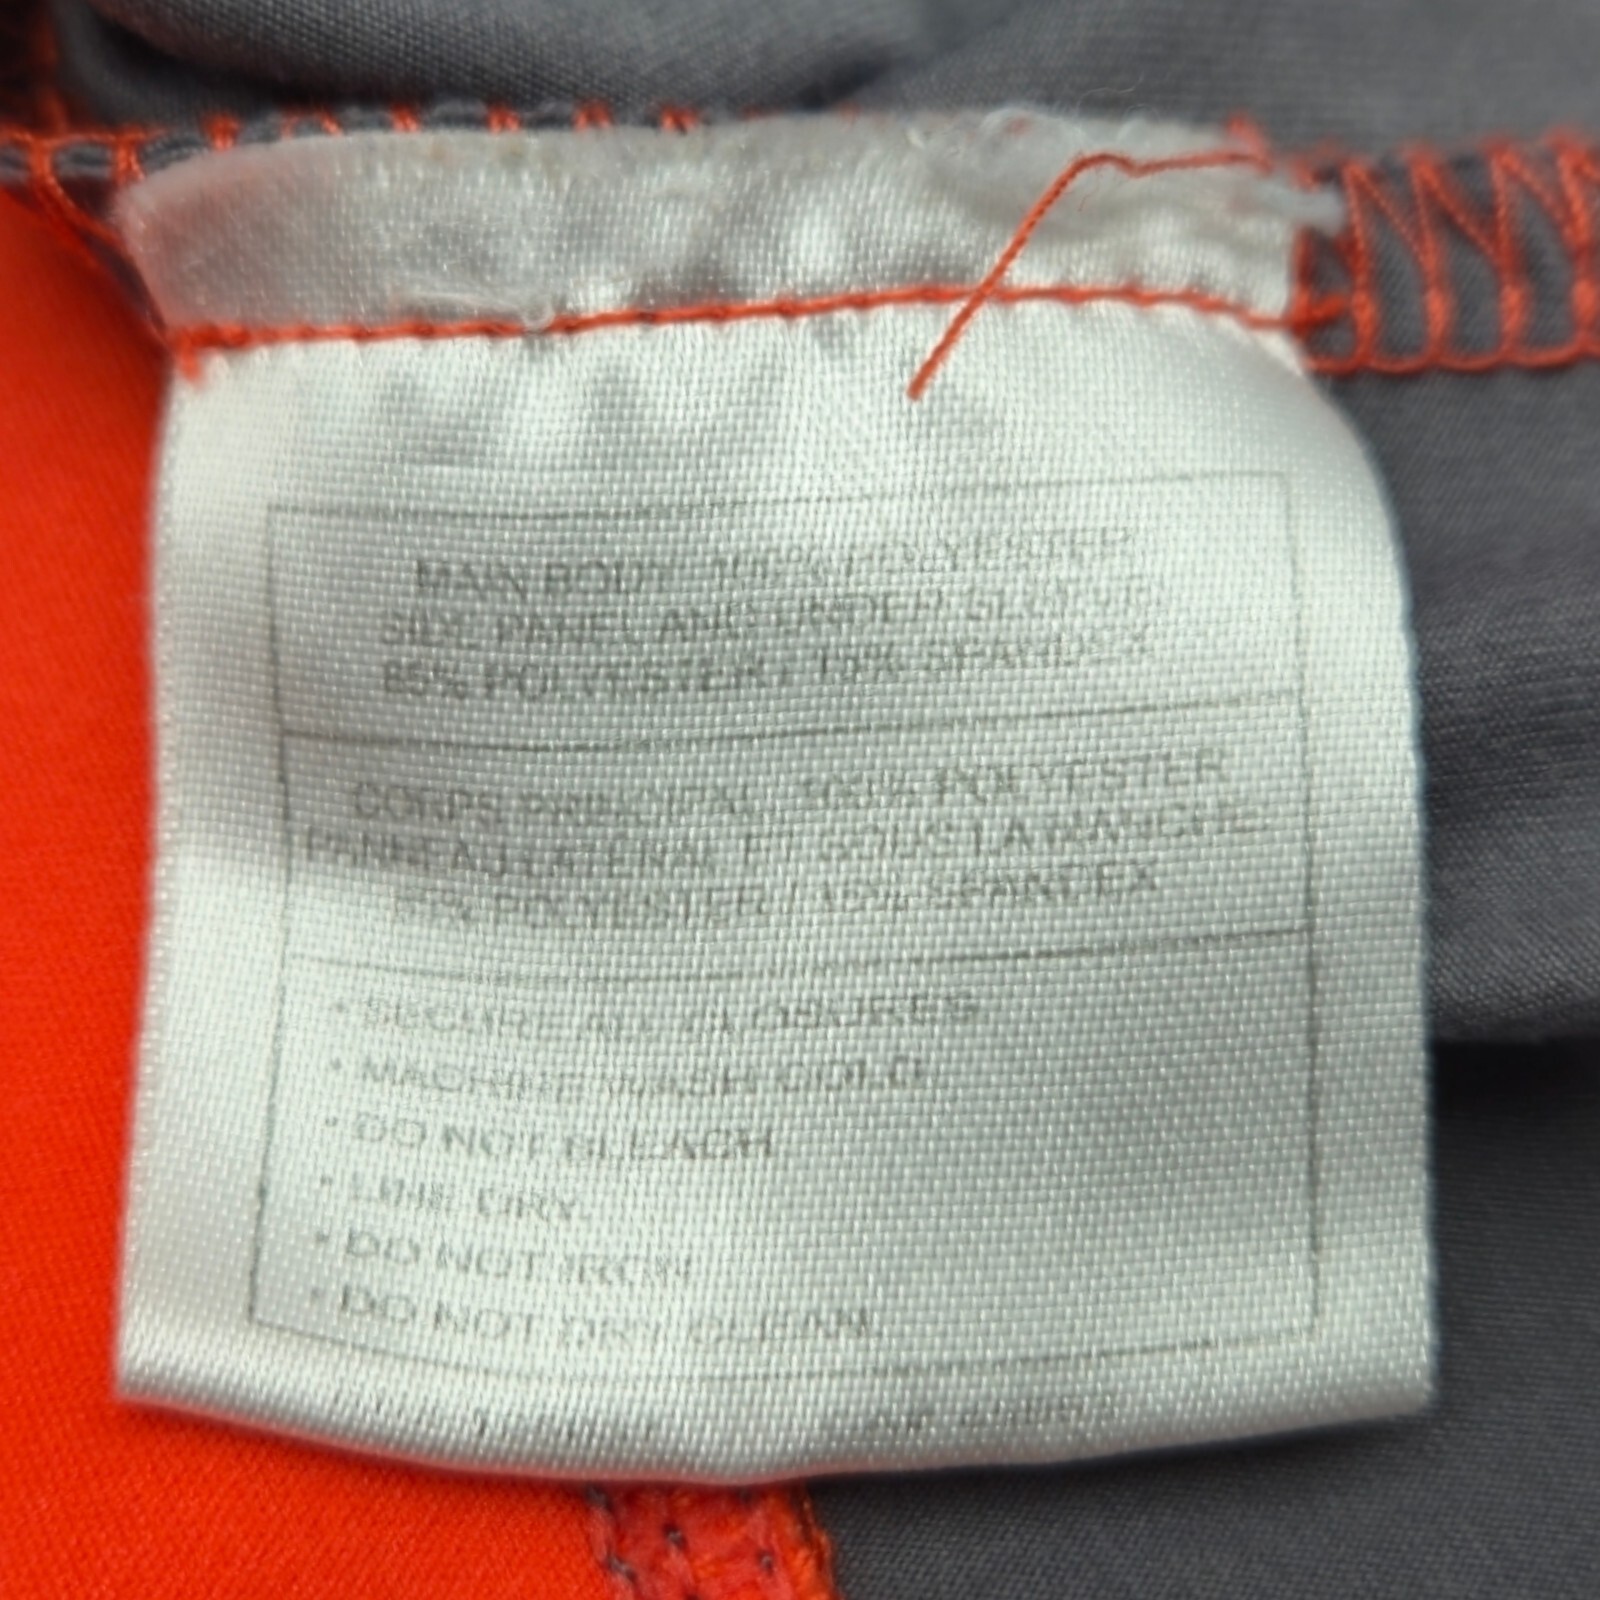 MAIN BODY 100% POLYESTER
SIDE PANEL AND UNDER SLEEVE
85% POLYESTER / 15% SPANDEX
CORPS PRINCIPAL 100% POLYESTER
PANNEAU LATERAL ET SOUS LA MANCHE
85% POLYESTER / 15% SPANDEX
• SECURE ALL CLOSURES
• MACHINE WASH COLD
• DO NOT BLEACH
• LINE DRY.
• DO NOT IRON
• DO NOT DRY CLEAN.